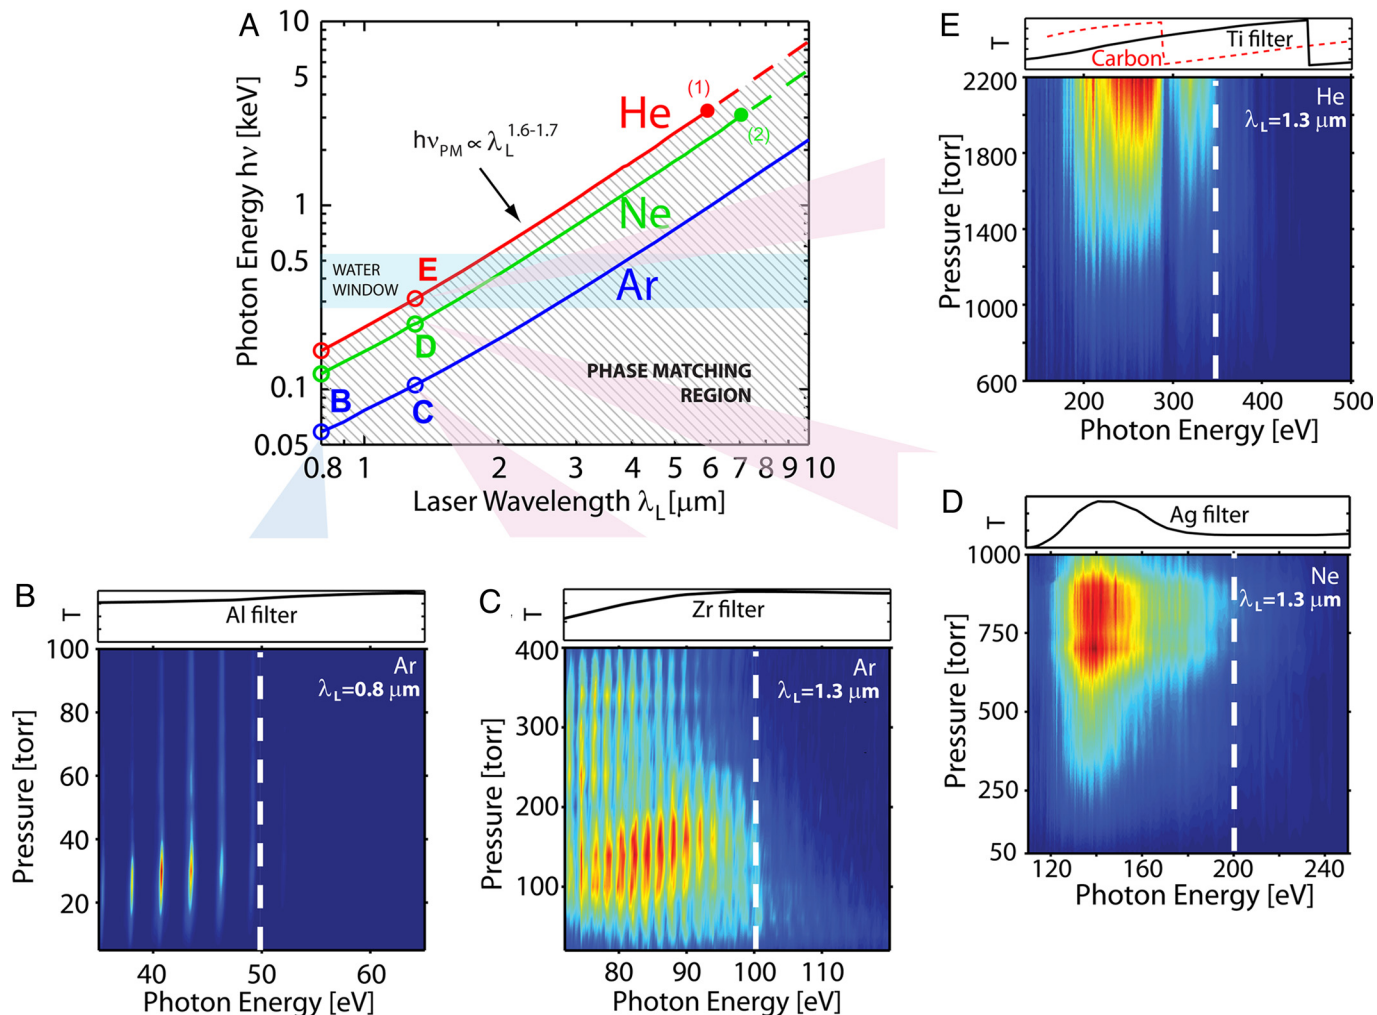 A
Photon Energy hν [keV]
10
5
1
0.5
0.1
0.05
hν_PM ∝ λ_L^1.6-1.7
He
(1)
(2)
Ne
Ar
WATER
WINDOW
E
D
B
C
PHASE MATCHING
REGION
0.8 1 2 3 4 5 6 7 8 9 10
Laser Wavelength λ_L [μm]
E
T
Carbon
Ti filter
He
λ_L=1.3 μm
Pressure [torr]
2200
1800
1400
1000
600
200 300 400 500
Photon Energy [eV]
D
T
Ag filter
Ne
λ_L=1.3 μm
Pressure [torr]
1000
750
500
250
50
120 160 200 240
Photon Energy [eV]
B
T
Al filter
Ar
λ_L=0.8 μm
Pressure [torr]
100
80
60
40
20
40 50 60
Photon Energy [eV]
C
T
Zr filter
Ar
λ_L=1.3 μm
Pressure [torr]
400
300
200
100
80 90 100 110
Photon Energy [eV]